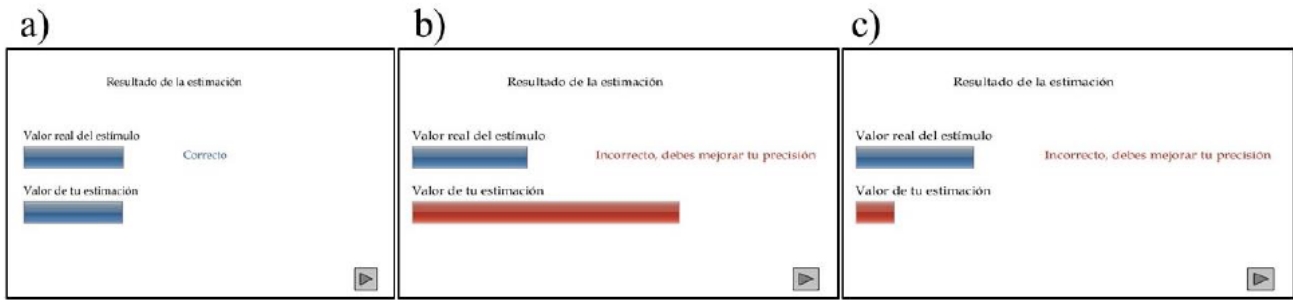 a)
Resultado de la estimación
Valor real del estímulo
Correcto
Valor de tu estimación
b)
Resultado de la estimación
Valor real del estímulo
Incorrecto, debes mejorar tu precisión
Valor de tu estimación
c)
Resultado de la estimación
Valor real del estímulo
Incorrecto, debes mejorar tu precisión
Valor de tu estimación